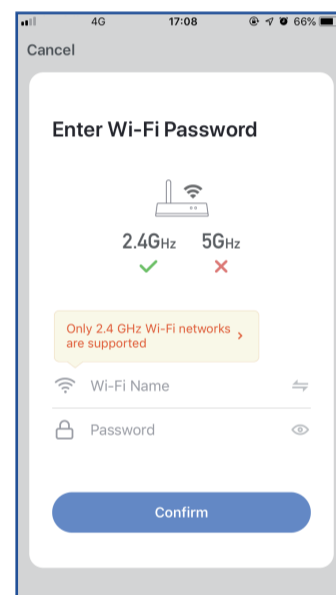 4G 17:08 66%
Cancel
Enter Wi-Fi Password
2.4GHz 5GHz
Only 2.4 GHz Wi-Fi networks
are supported
Wi-Fi Name
Password
Confirm